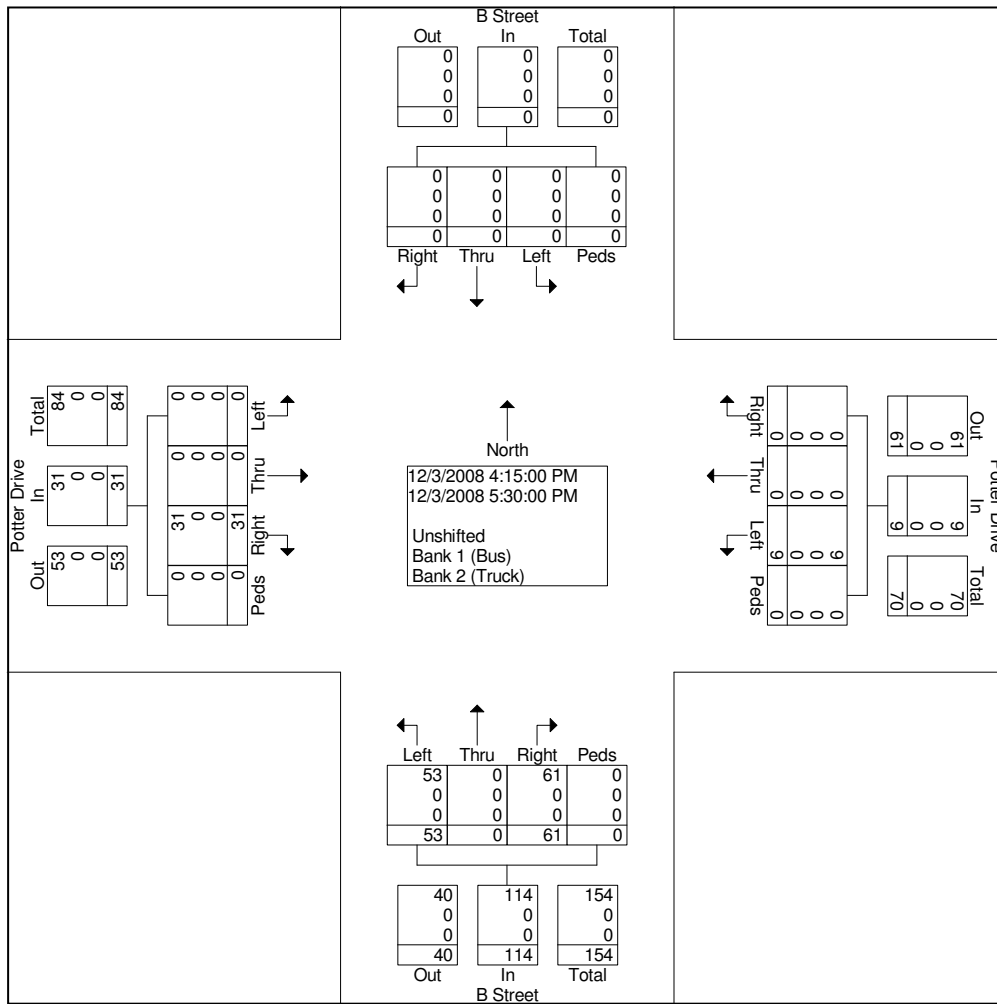 B Street
Out In Total
0 0 0
0 0 0
0 0 0
0 0 0
0 0 0 0
0 0 0 0
0 0 0 0
0 0 0 0
Right Thru Left Peds
Potter Drive
Total
84 0 0 84
In
31 0 0 31
Out
53 0 0 53
0 0 0 0
Left
0 0 0 0
Thru
31 0 0 31
Right
0 0 0 0
Peds
North
12/3/2008 4:15:00 PM
12/3/2008 5:30:00 PM
Unshifted
Bank 1 (Bus)
Bank 2 (Truck)
Right
0 0 0 0
Thru
0 0 0 0
Left
9 0 0 9
Peds
0 0 0 0
Out
61 0 0 61
In
9 0 0 9
Total
70 0 0 70
Potter Drive
Left Thru Right Peds
53 0 61 0
0 0 0 0
0 0 0 0
53 0 61 0
40 114 154
0 0 0
0 0 0
40 114 154
Out In Total
B Street